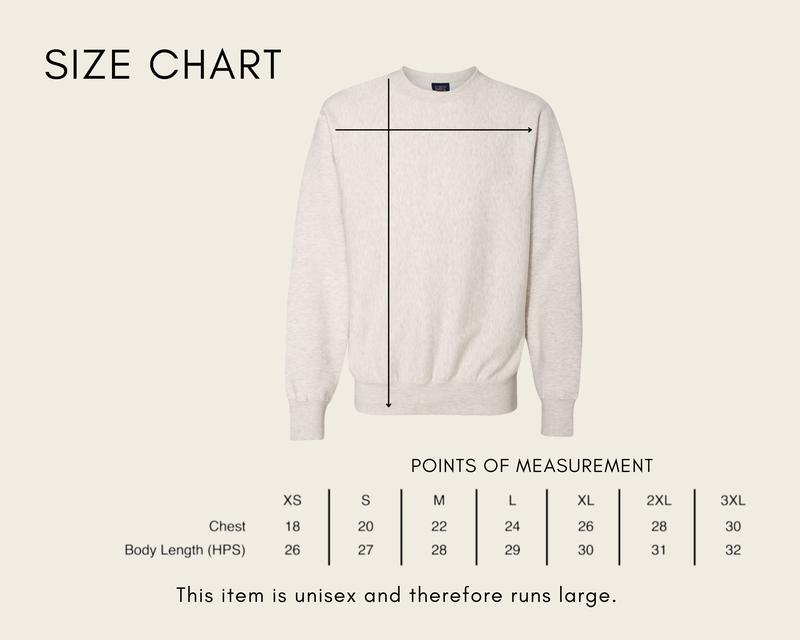 SIZE CHART
POINTS OF MEASUREMENT
XS S M L XL 2XL 3XL
Chest 18 20 22 24 26 28 30
Body Length (HPS) 26 27 28 29 30 31 32
This item is unisex and therefore runs large.